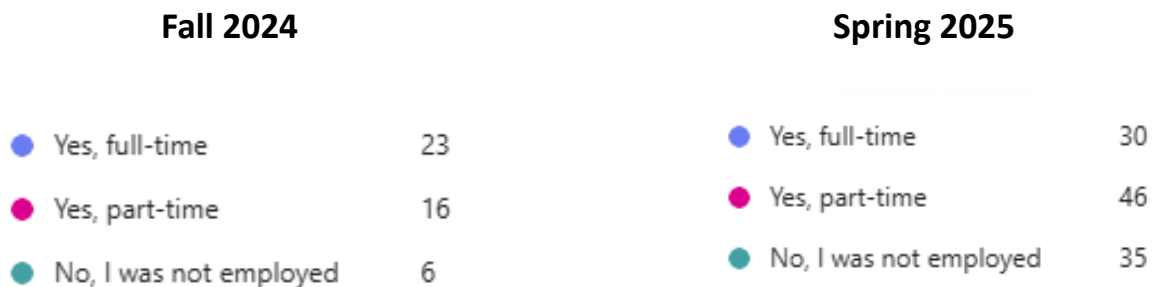 Fall 2024
Yes, full-time 23
Yes, part-time 16
No, I was not employed 6
Spring 2025
Yes, full-time 30
Yes, part-time 46
No, I was not employed 35